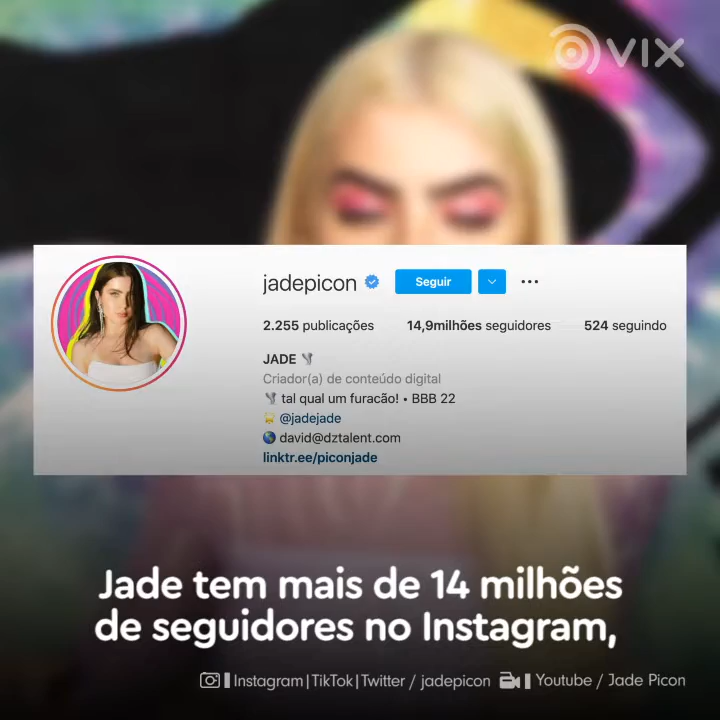 VIX
jadepicon Seguir
2.255 publicações 14,9milhões seguidores 524 seguindo
JADE
Criador(a) de conteúdo digital
tal qual um furacão! • BBB 22
@jadejade
david@dztalent.com
linktr.ee/piconjade
Jade tem mais de 14 milhões
de seguidores no Instagram,
Instagram|TikTok|Twitter / jadepicon Youtube / Jade Picon